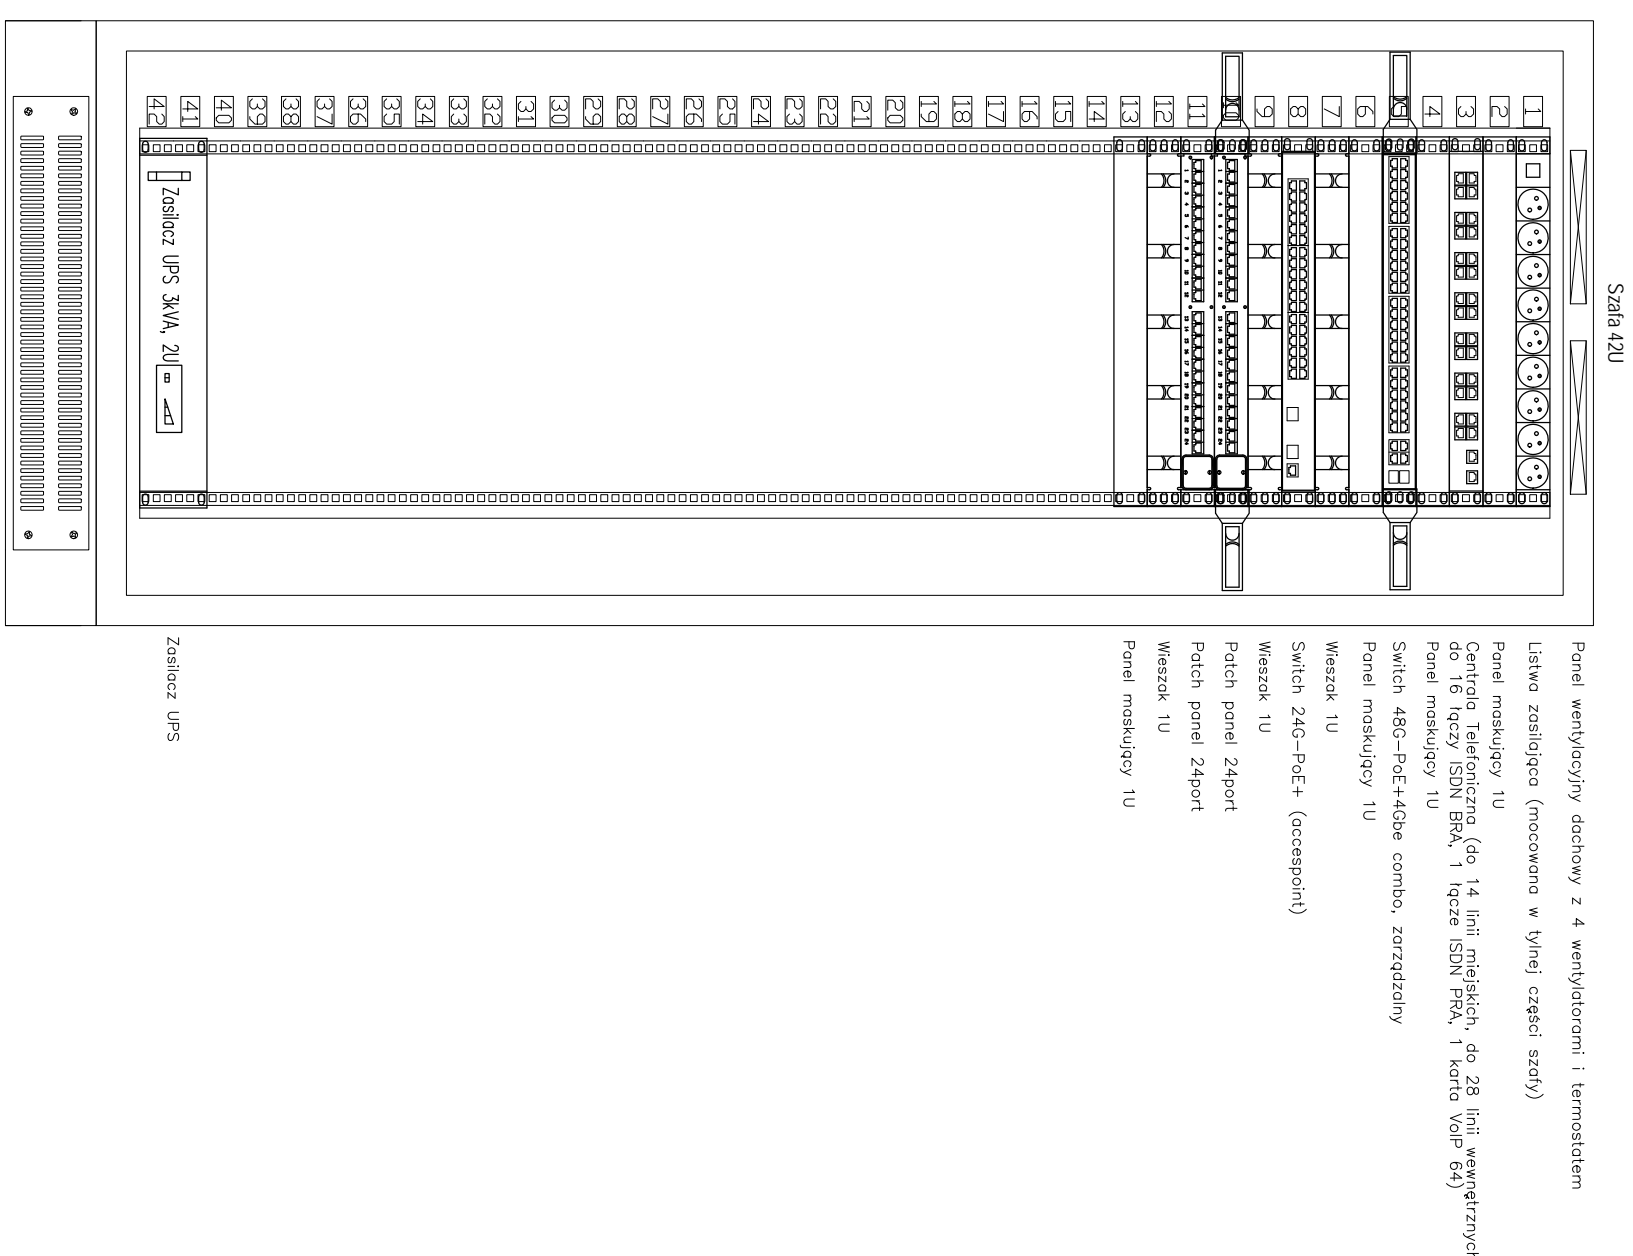 Szafa 42U
Panel wentylacyjny dachowy z 4 wentylatorami i termostatem
1
Listwa zasilająca (mocowana w tylnej części szafy)
2
Panel maskujący 1U
3
Centrala Telefoniczna (do 14 linii miejskich, do 28 linii wewnętrznych
do 16 łączy ISDN BRA, 1 łącze ISDN PRA, 1 karta VoIP 64)
4
Panel maskujący 1U
5
Switch 48G-PoE+4Gbe combo, zarządzalny
6
Panel maskujący 1U
7
Wieszak 1U
8
Switch 24G-PoE+ (accespoint)
9
Wieszak 1U
Patch panel 24port
11
Patch panel 24port
12
Wieszak 1U
13
Panel maskujący 1U
14
15
16
17
18
19
20
21
22
23
24
25
26
27
28
29
30
31
32
33
34
35
36
37
38
39
40
41
42
Zasilacz UPS 3kVA, 2U
Zasilacz UPS